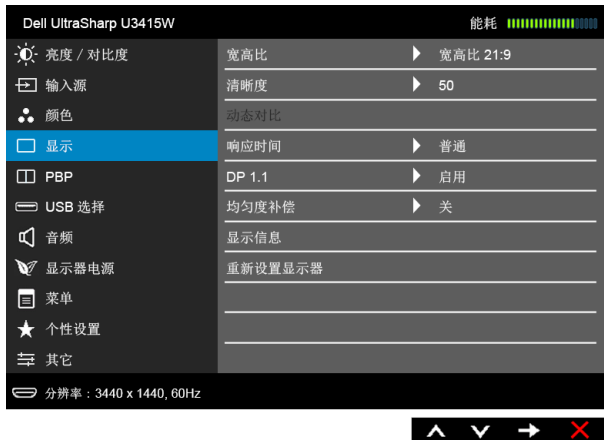 Dell UltraSharp U3415W 能耗
亮度 / 对比度 宽高比 宽高比 21:9
输入源 清晰度 50
颜色 动态对比
显示 响应时间 普通
PBP DP 1.1 启用
USB 选择 均匀度补偿 关
音频 显示信息
显示器电源 重新设置显示器
菜单
个性设置
其它
分辨率：3440 x 1440, 60Hz